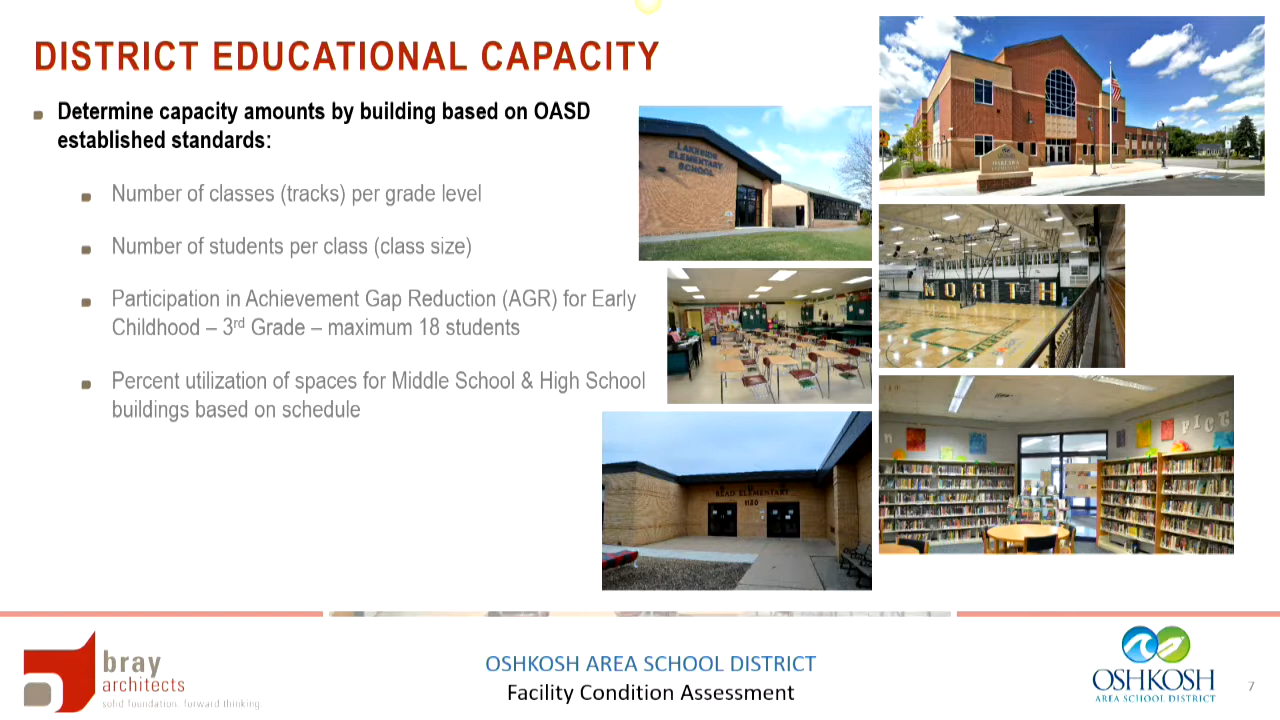 DISTRICT EDUCATIONAL CAPACITY
Determine capacity amounts by building based on OASD
established standards:
Number of classes (tracks) per grade level
Number of students per class (class size)
Participation in Achievement Gap Reduction (AGR) for Early
Childhood – 3rd Grade – maximum 18 students
Percent utilization of spaces for Middle School & High School
buildings based on schedule
LAKESIDE
ELEMENTARY
SCHOOL
NORTH
READ ELEMENTARY
1120
FICT
bray
architects
solid foundation. forward thinking
OSHKOSH AREA SCHOOL DISTRICT
Facility Condition Assessment
OSHKOSH
AREA SCHOOL DISTRICT
7